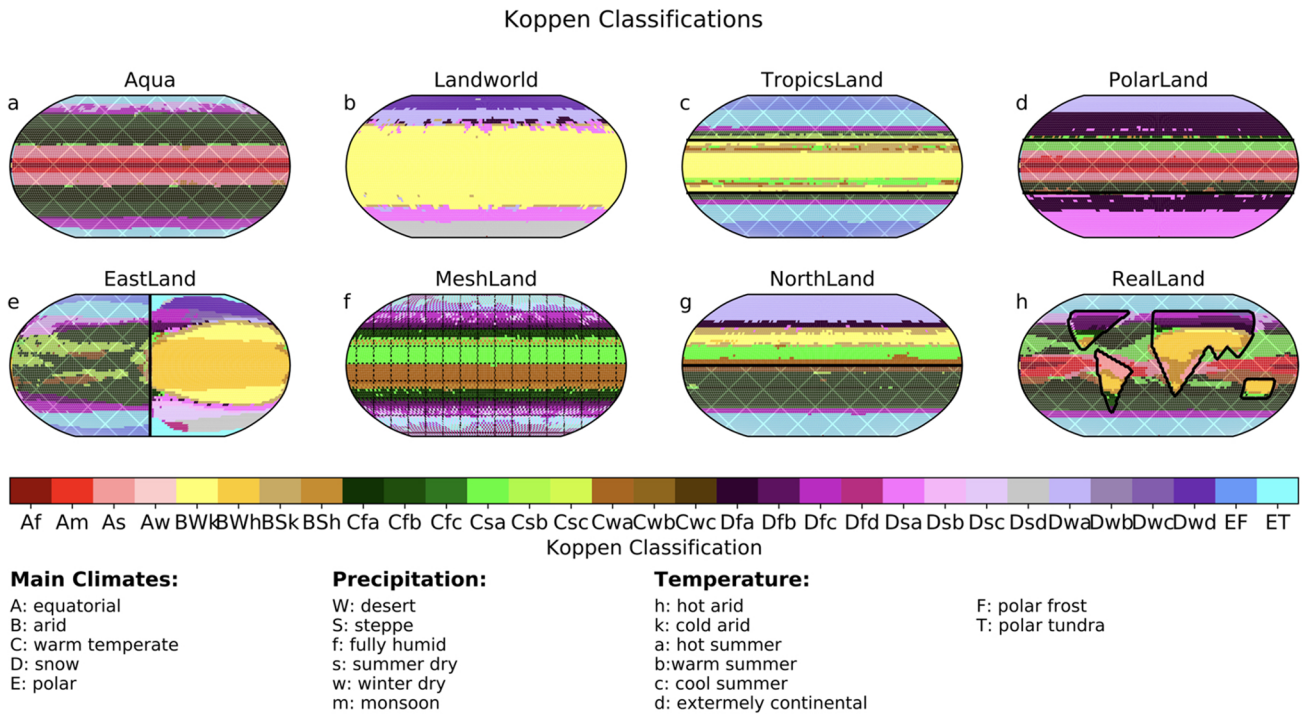 Koppen Classifications
Aqua Landworld TropicsLand PolarLand
a b c d
EastLand MeshLand NorthLand RealLand
e f g h
Af Am As Aw BWk BWh BSk BSh Cfa Cfb Cfc Csa Csb Csc Cwa Cwb Cwc Dfa Dfb Dfc Dfd Dsa Dsb Dsc Dsd Dwa Dwb Dwc Dwd EF ET
Koppen Classification
Main Climates: Precipitation: Temperature:
A: equatorial W: desert h: hot arid F: polar frost
B: arid S: steppe k: cold arid T: polar tundra
C: warm temperate f: fully humid a: hot summer
D: snow s: summer dry b:warm summer
E: polar w: winter dry c: cool summer
m: monsoon d: extermely continental